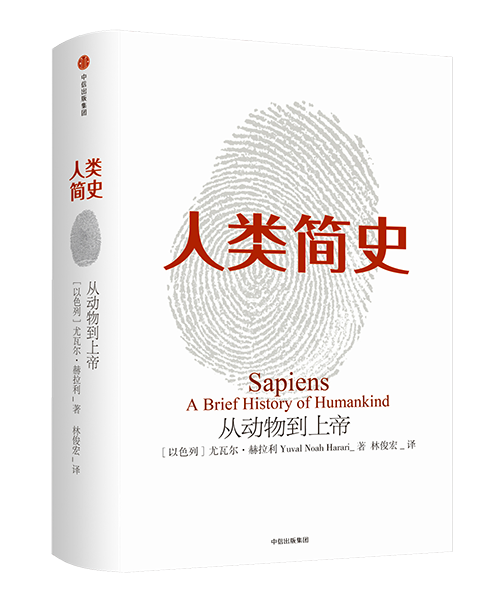 中信出版集团
人类
简史
从动物到上帝
[以色列]尤瓦尔·赫拉利_著 林俊宏_译
人类简史
Sapiens
A Brief History of Humankind
从动物到上帝
[以色列]尤瓦尔·赫拉利 Yuval Noah Harari_著 林俊宏_译
中信出版集团